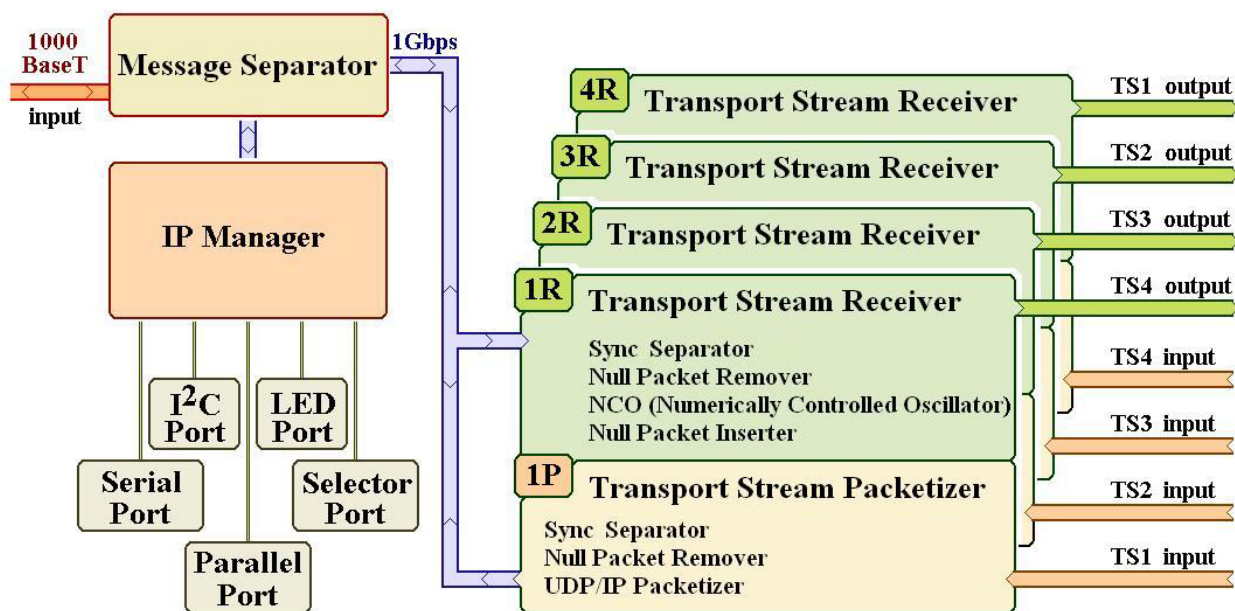 1000
BaseT
input
Message Separator
1Gbps
IP Manager
I²C
Port
LED
Port
Serial
Port
Selector
Port
Parallel
Port
4R
Transport Stream Receiver
3R
Transport Stream Receiver
2R
Transport Stream Receiver
1R
Transport Stream Receiver
Sync Separator
Null Packet Remover
NCO (Numerically Controlled Oscillator)
Null Packet Inserter
1P
Transport Stream Packetizer
Sync Separator
Null Packet Remover
UDP/IP Packetizer
TS1 output
TS2 output
TS3 output
TS4 output
TS4 input
TS3 input
TS2 input
TS1 input